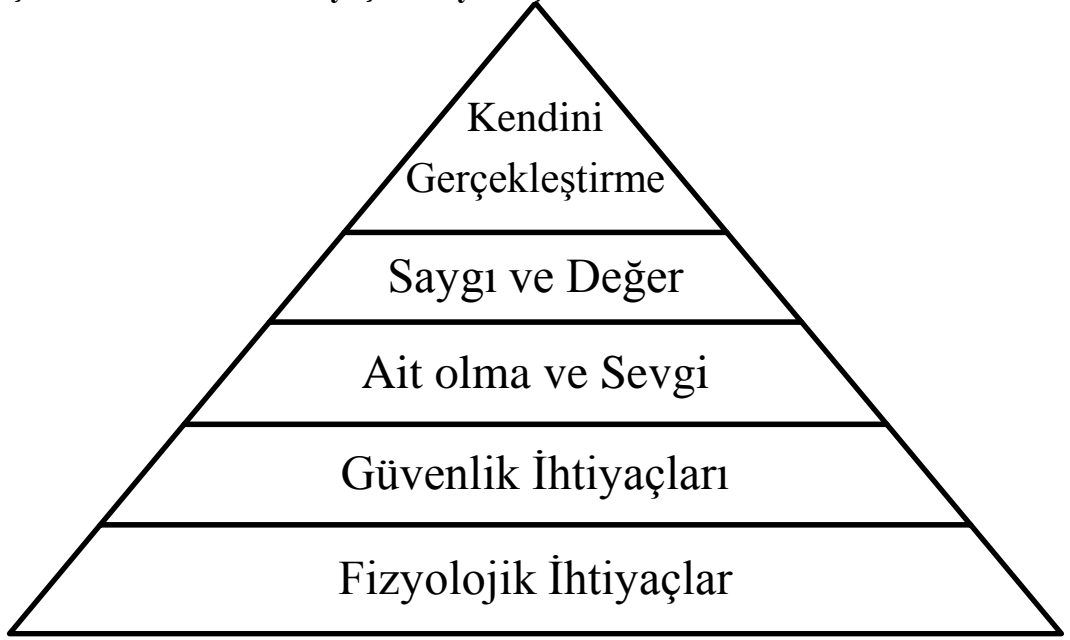 Kendini
Gerçekleştirme
Saygı ve Değer
Ait olma ve Sevgi
Güvenlik İhtiyaçları
Fizyolojik İhtiyaçlar